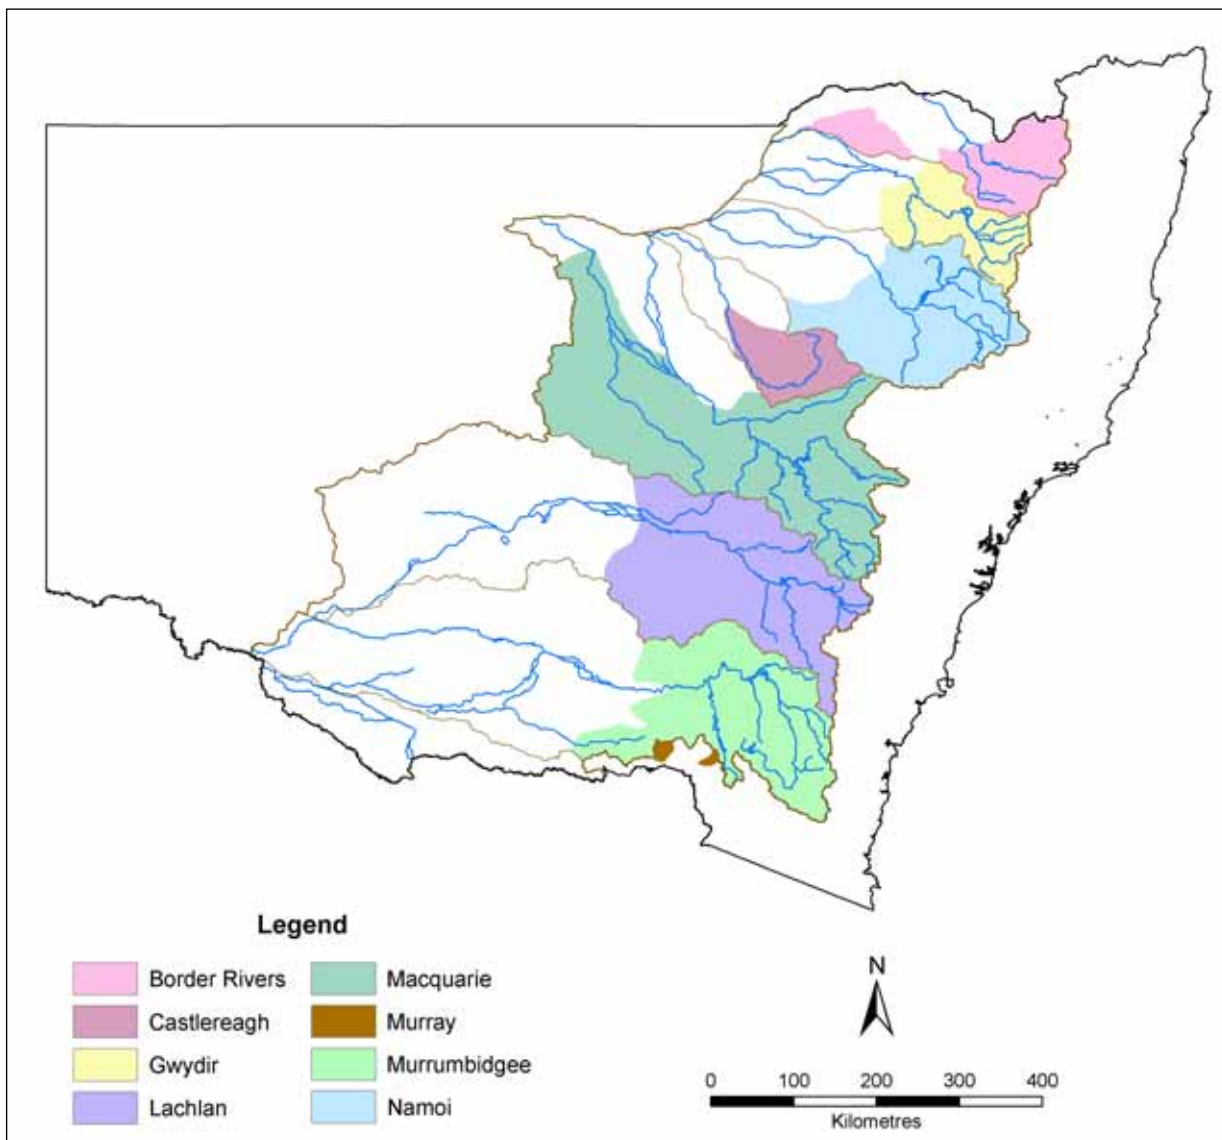 Legend
Border Rivers
Castlereagh
Gwydir
Lachlan
Macquarie
Murray
Murrumbidgee
Namoi
N
0 100 200 300 400
Kilometres